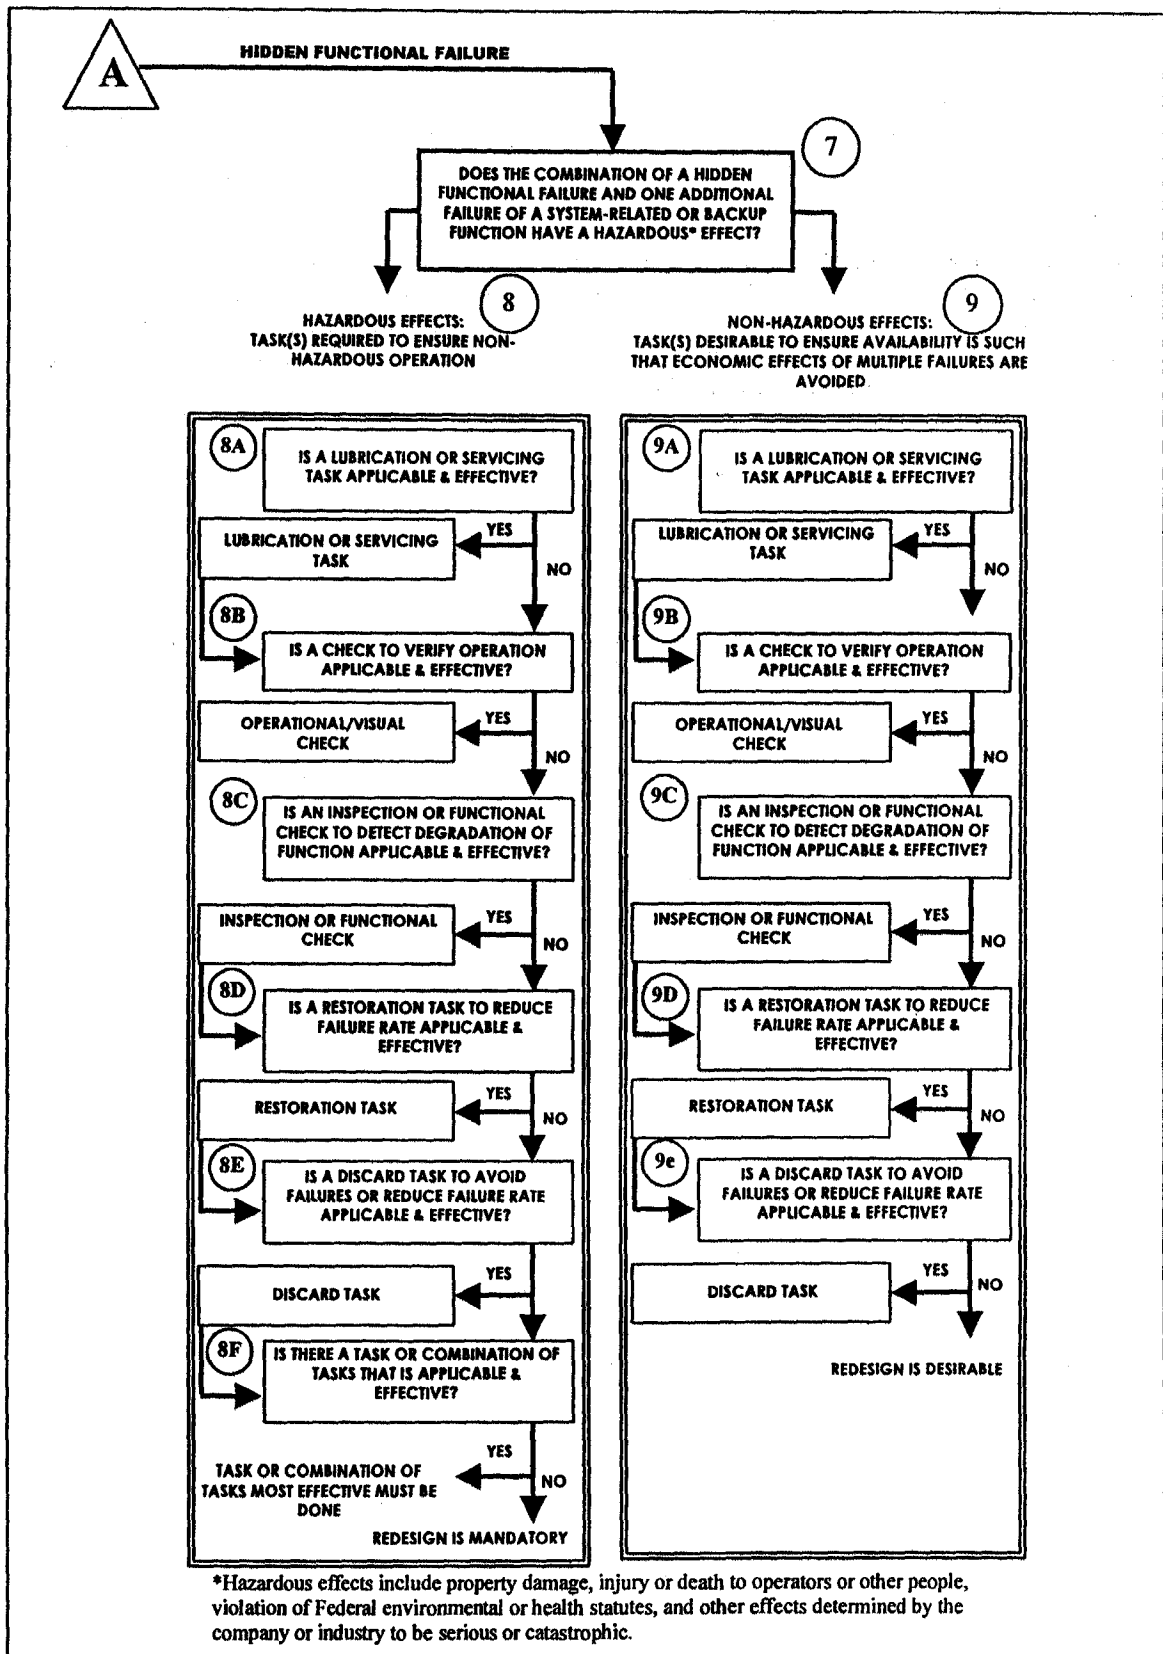 A
HIDDEN FUNCTIONAL FAILURE
7
DOES THE COMBINATION OF A HIDDEN
FUNCTIONAL FAILURE AND ONE ADDITIONAL
FAILURE OF A SYSTEM-RELATED OR BACKUP
FUNCTION HAVE A HAZARDOUS* EFFECT?
8
HAZARDOUS EFFECTS:
TASK(S) REQUIRED TO ENSURE NON-
HAZARDOUS OPERATION
9
NON-HAZARDOUS EFFECTS:
TASK(S) DESIRABLE TO ENSURE AVAILABILITY IS SUCH
THAT ECONOMIC EFFECTS OF MULTIPLE FAILURES ARE
AVOIDED
8A
IS A LUBRICATION OR SERVICING
TASK APPLICABLE & EFFECTIVE?
YES
LUBRICATION OR SERVICING
TASK
NO
8B
IS A CHECK TO VERIFY OPERATION
APPLICABLE & EFFECTIVE?
YES
OPERATIONAL/VISUAL
CHECK
NO
8C
IS AN INSPECTION OR FUNCTIONAL
CHECK TO DETECT DEGRADATION OF
FUNCTION APPLICABLE & EFFECTIVE?
YES
INSPECTION OR FUNCTIONAL
CHECK
NO
8D
IS A RESTORATION TASK TO REDUCE
FAILURE RATE APPLICABLE &
EFFECTIVE?
YES
RESTORATION TASK
NO
8E
IS A DISCARD TASK TO AVOID
FAILURES OR REDUCE FAILURE RATE
APPLICABLE & EFFECTIVE?
YES
DISCARD TASK
8F
IS THERE A TASK OR COMBINATION OF
TASKS THAT IS APPLICABLE &
EFFECTIVE?
YES
TASK OR COMBINATION OF
TASKS MOST EFFECTIVE MUST BE
DONE
NO
REDESIGN IS MANDATORY
9A
IS A LUBRICATION OR SERVICING
TASK APPLICABLE & EFFECTIVE?
YES
LUBRICATION OR SERVICING
TASK
NO
9B
IS A CHECK TO VERIFY OPERATION
APPLICABLE & EFFECTIVE?
YES
OPERATIONAL/VISUAL
CHECK
NO
9C
IS AN INSPECTION OR FUNCTIONAL
CHECK TO DETECT DEGRADATION OF
FUNCTION APPLICABLE & EFFECTIVE?
YES
INSPECTION OR FUNCTIONAL
CHECK
NO
9D
IS A RESTORATION TASK TO REDUCE
FAILURE RATE APPLICABLE &
EFFECTIVE?
YES
RESTORATION TASK
NO
9e
IS A DISCARD TASK TO AVOID
FAILURES OR REDUCE FAILURE RATE
APPLICABLE & EFFECTIVE?
YES
DISCARD TASK
NO
REDESIGN IS DESIRABLE
*Hazardous effects include property damage, injury or death to operators or other people,
violation of Federal environmental or health statutes, and other effects determined by the
company or industry to be serious or catastrophic.